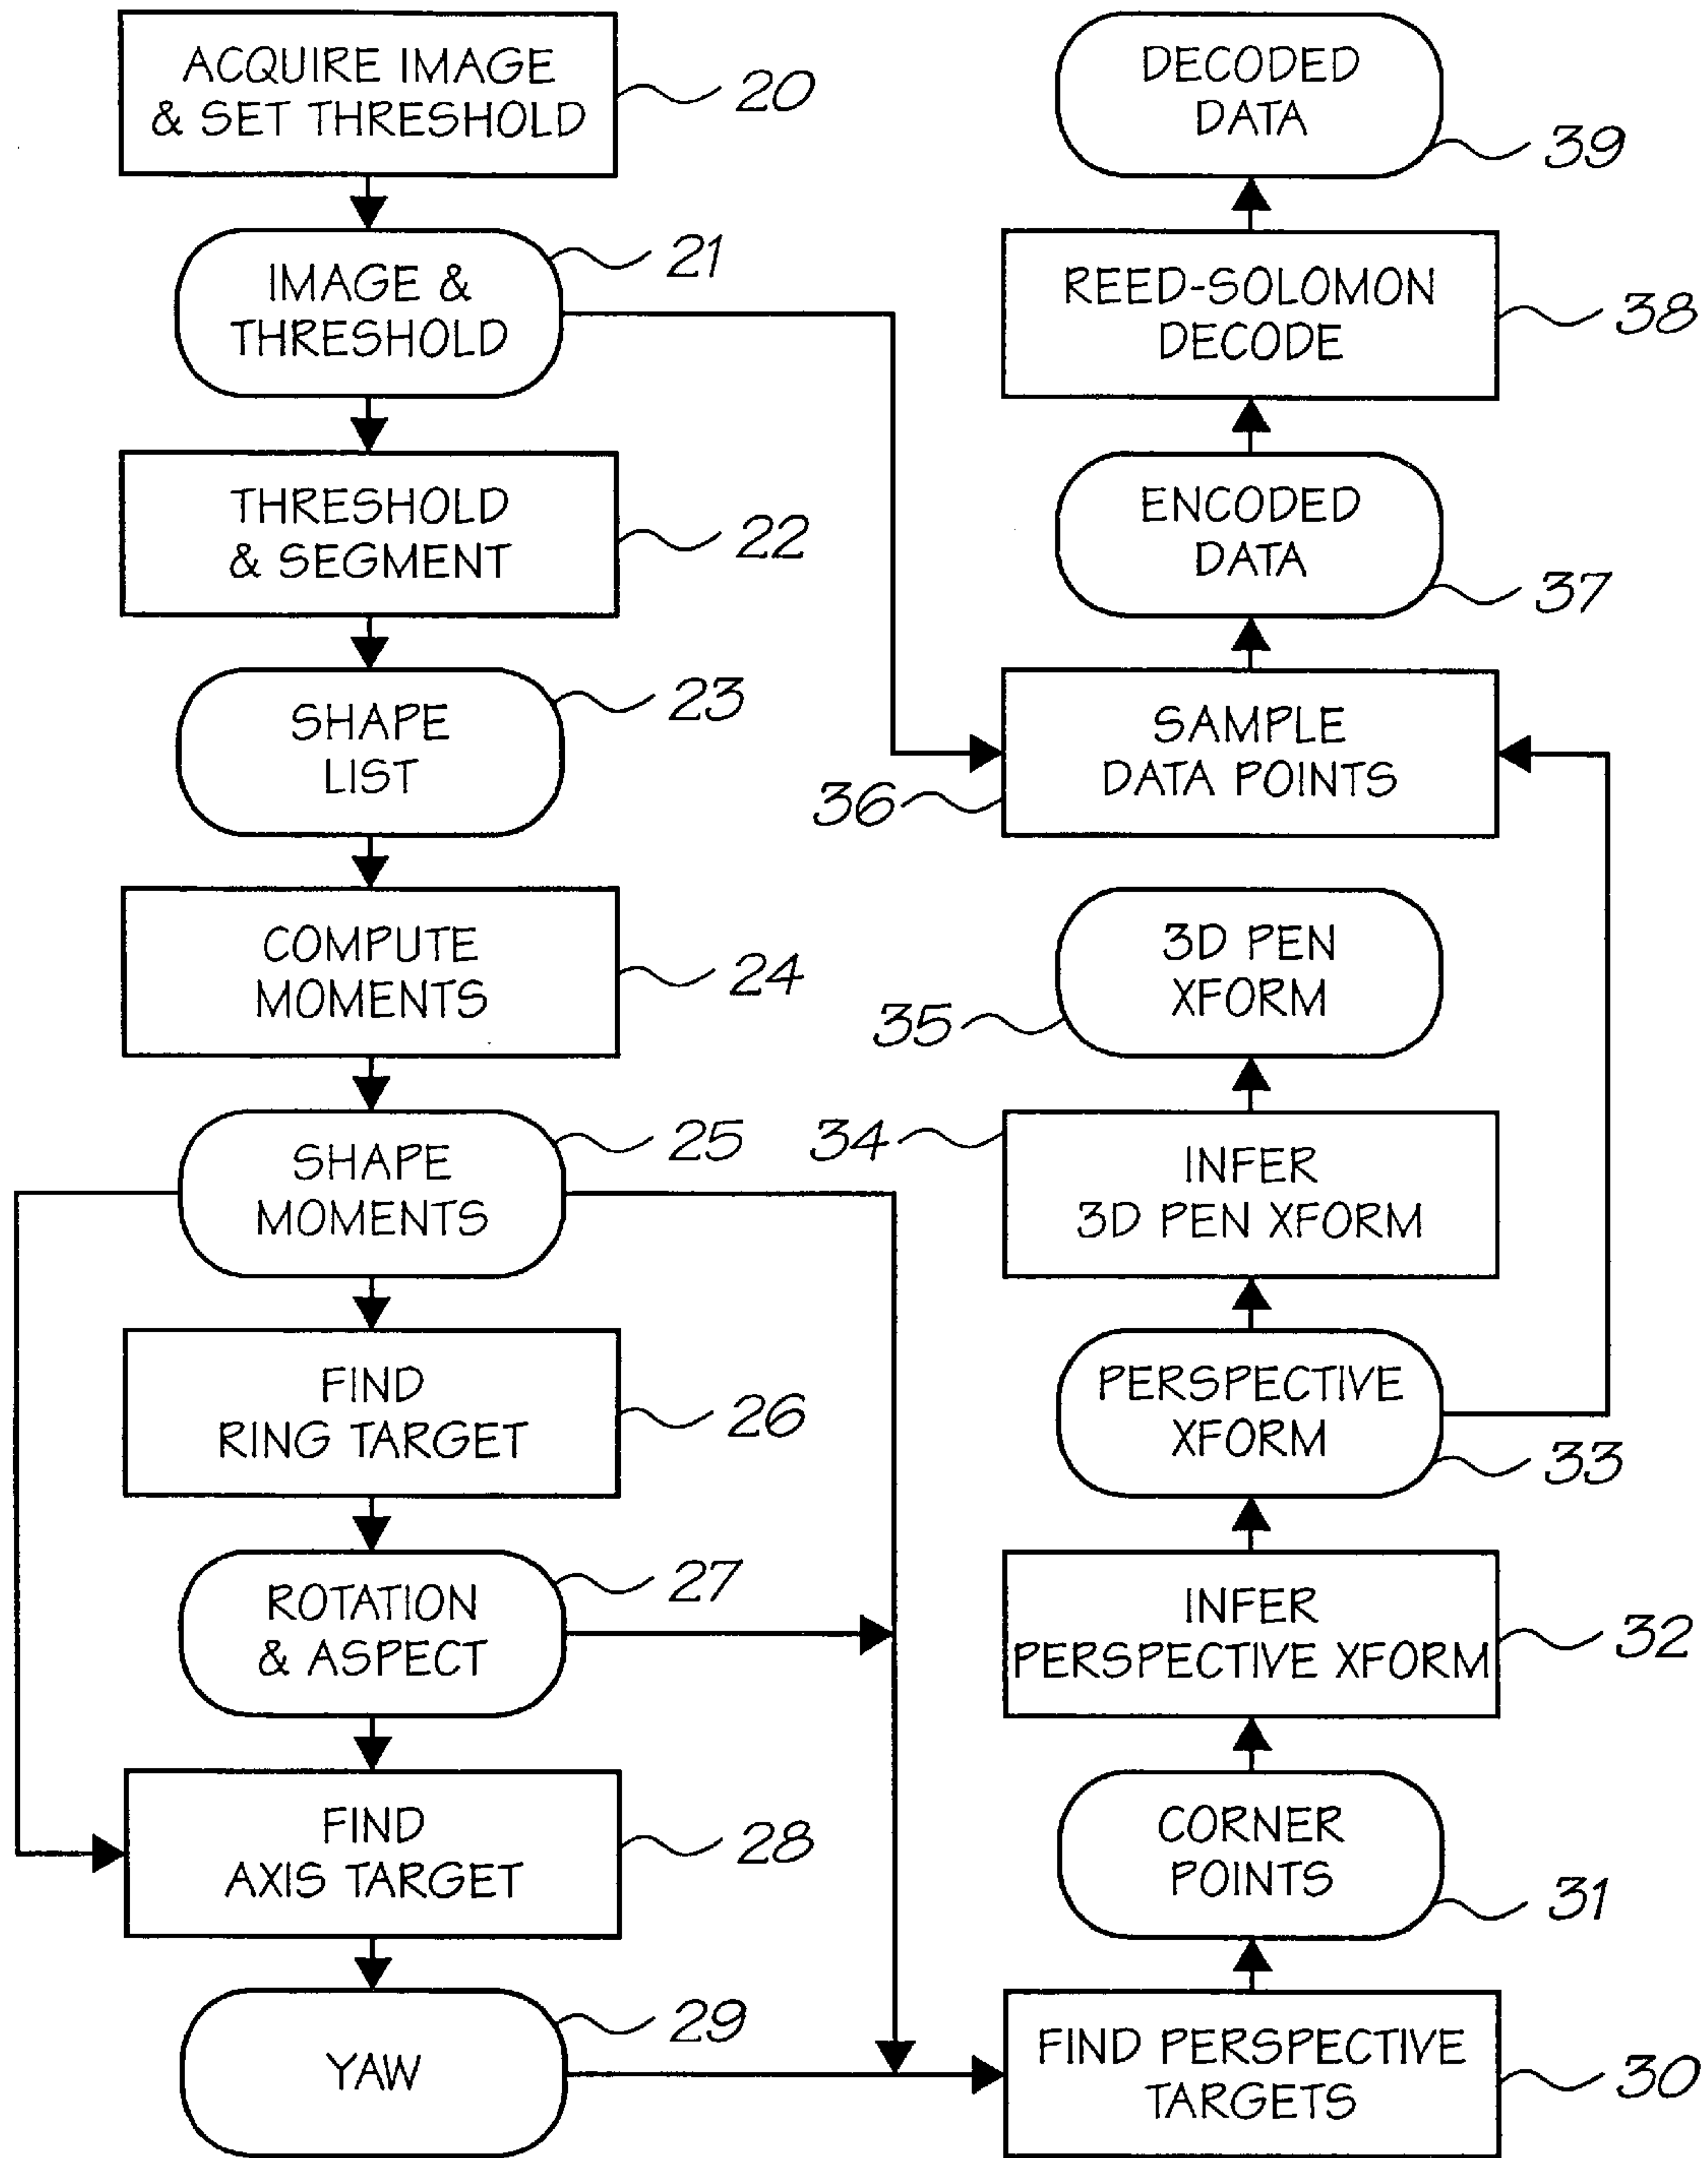 ACQUIRE IMAGE
& SET THRESHOLD
20
IMAGE &
THRESHOLD
21
THRESHOLD
& SEGMENT
22
SHAPE
LIST
23
COMPUTE
MOMENTS
24
SHAPE
MOMENTS
25
FIND
RING TARGET
26
ROTATION
& ASPECT
27
FIND
AXIS TARGET
28
YAW
29
DECODED
DATA
39
REED-SOLOMON
DECODE
38
ENCODED
DATA
37
SAMPLE
DATA POINTS
36
3D PEN
XFORM
35
INFER
3D PEN XFORM
34
PERSPECTIVE
XFORM
33
INFER
PERSPECTIVE XFORM
32
CORNER
POINTS
31
FIND PERSPECTIVE
TARGETS
30